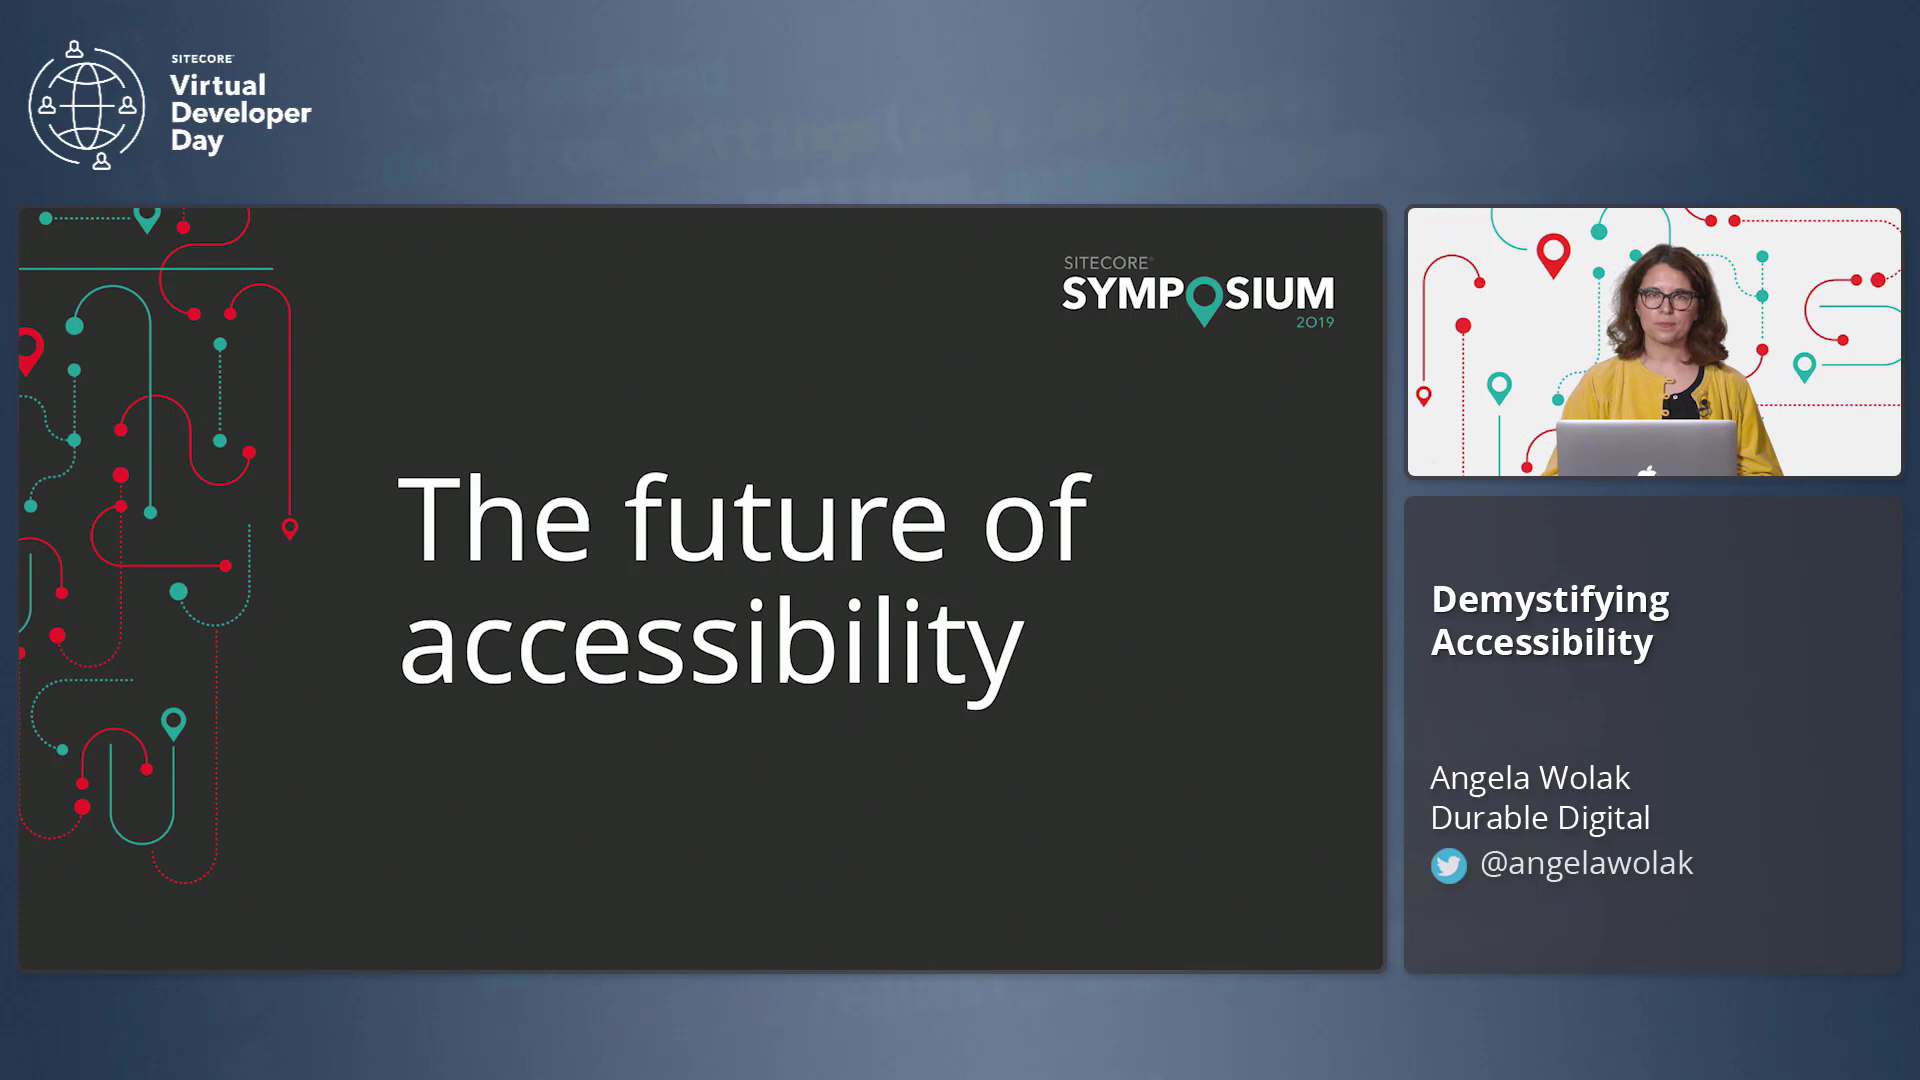 SITECORE
Virtual
Developer
Day
SITECORE®
SYMPOSIUM
2019
The future of
accessibility
Demystifying
Accessibility
Angela Wolak
Durable Digital
@angelawolak